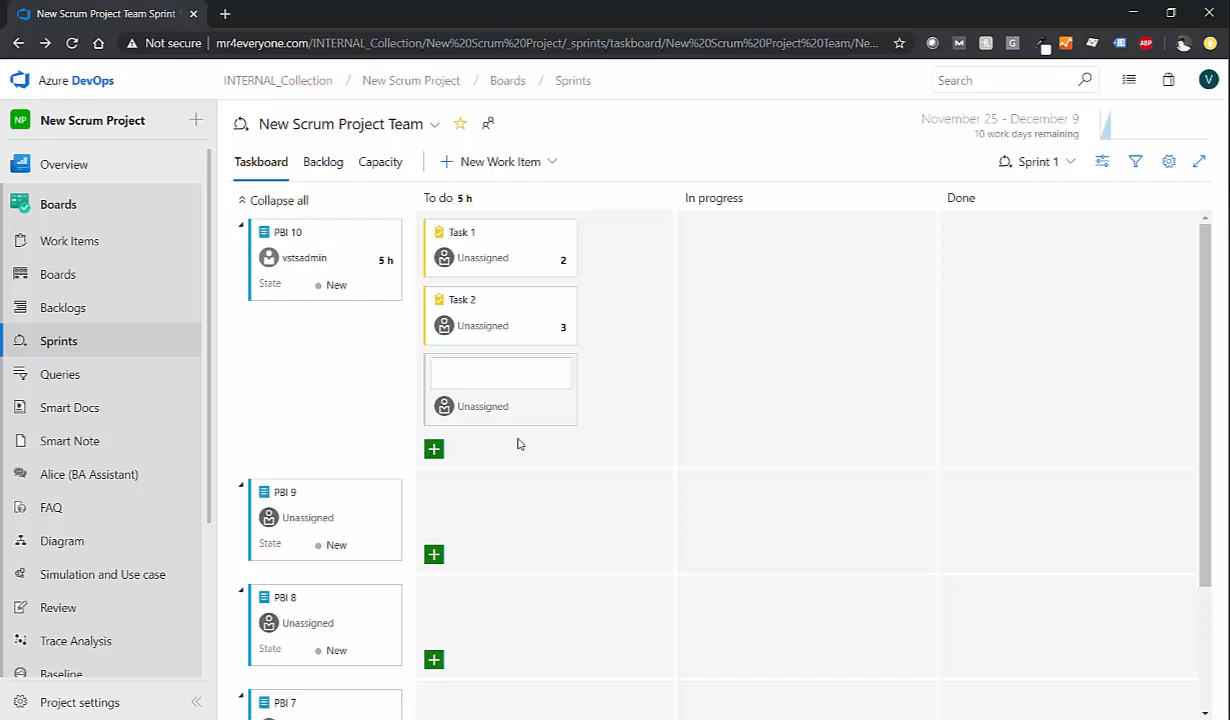 New Scrum Project Team Sprint
Not secure mr4everyone.com/INTERNAL_Collection/New%20Scrum%20Project/_sprints/taskboard/New%20Scrum%20Project%20Team/Ne...
M G ABP
Azure DevOps INTERNAL_Collection / New Scrum Project / Boards / Sprints Search V
NP New Scrum Project
New Scrum Project Team
November 25 - December 9
10 work days remaining
Overview
Taskboard Backlog Capacity New Work Item Sprint 1
Boards
Collapse all To do 5 h In progress Done
Work Items
Boards
Backlogs
Sprints
Queries
Smart Docs
Smart Note
Alice (BA Assistant)
FAQ
Diagram
Simulation and Use case
Review
Trace Analysis
Baseline
Project settings
PBI 10
vstsadmin 5 h
State New
Task 1
Unassigned 2
Task 2
Unassigned 3
Unassigned
PBI 9
Unassigned
State New
PBI 8
Unassigned
State New
PBI 7